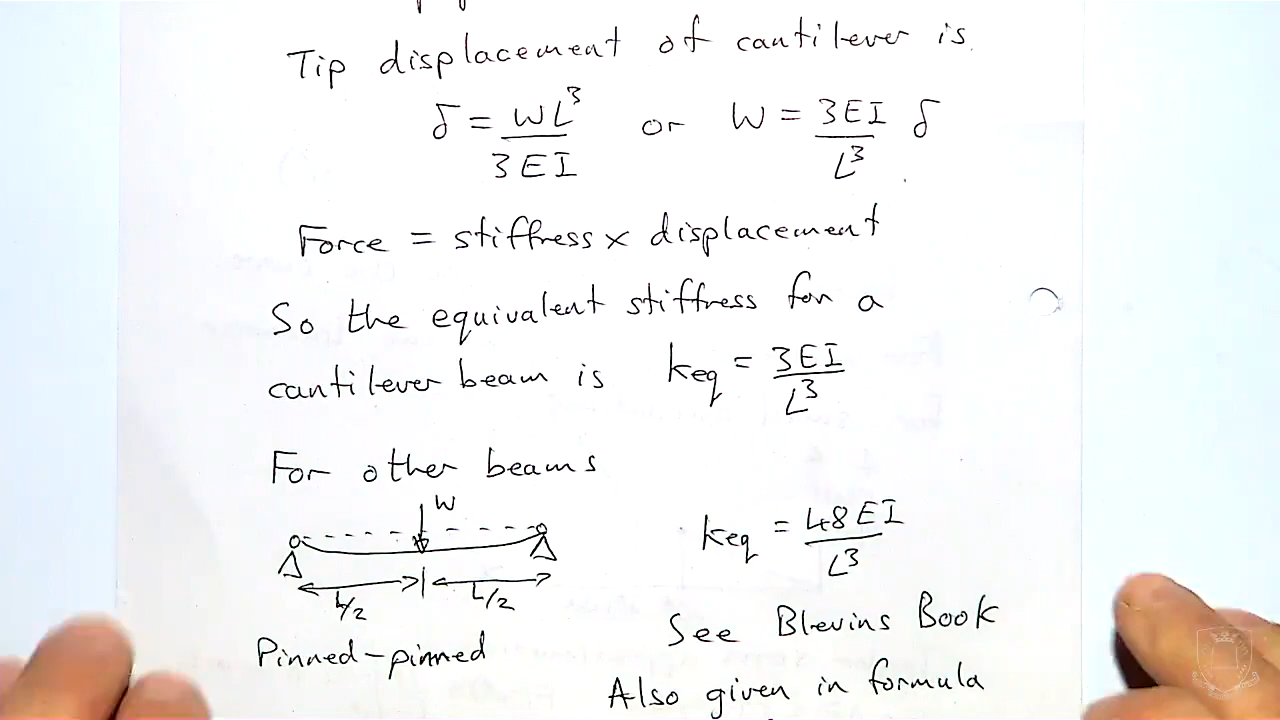 Tip displacement of cantilever is
δ = WL³/3EI or W = 3EI/L³ δ
Force = stiffness × displacement
So the equivalent stiffness for a
cantilever beam is keq = 3EI/L³
For other beams
W
keq = 48EI/L³
L/2 L/2
See Blevins Book
Pinned-pinned
Also given in formula